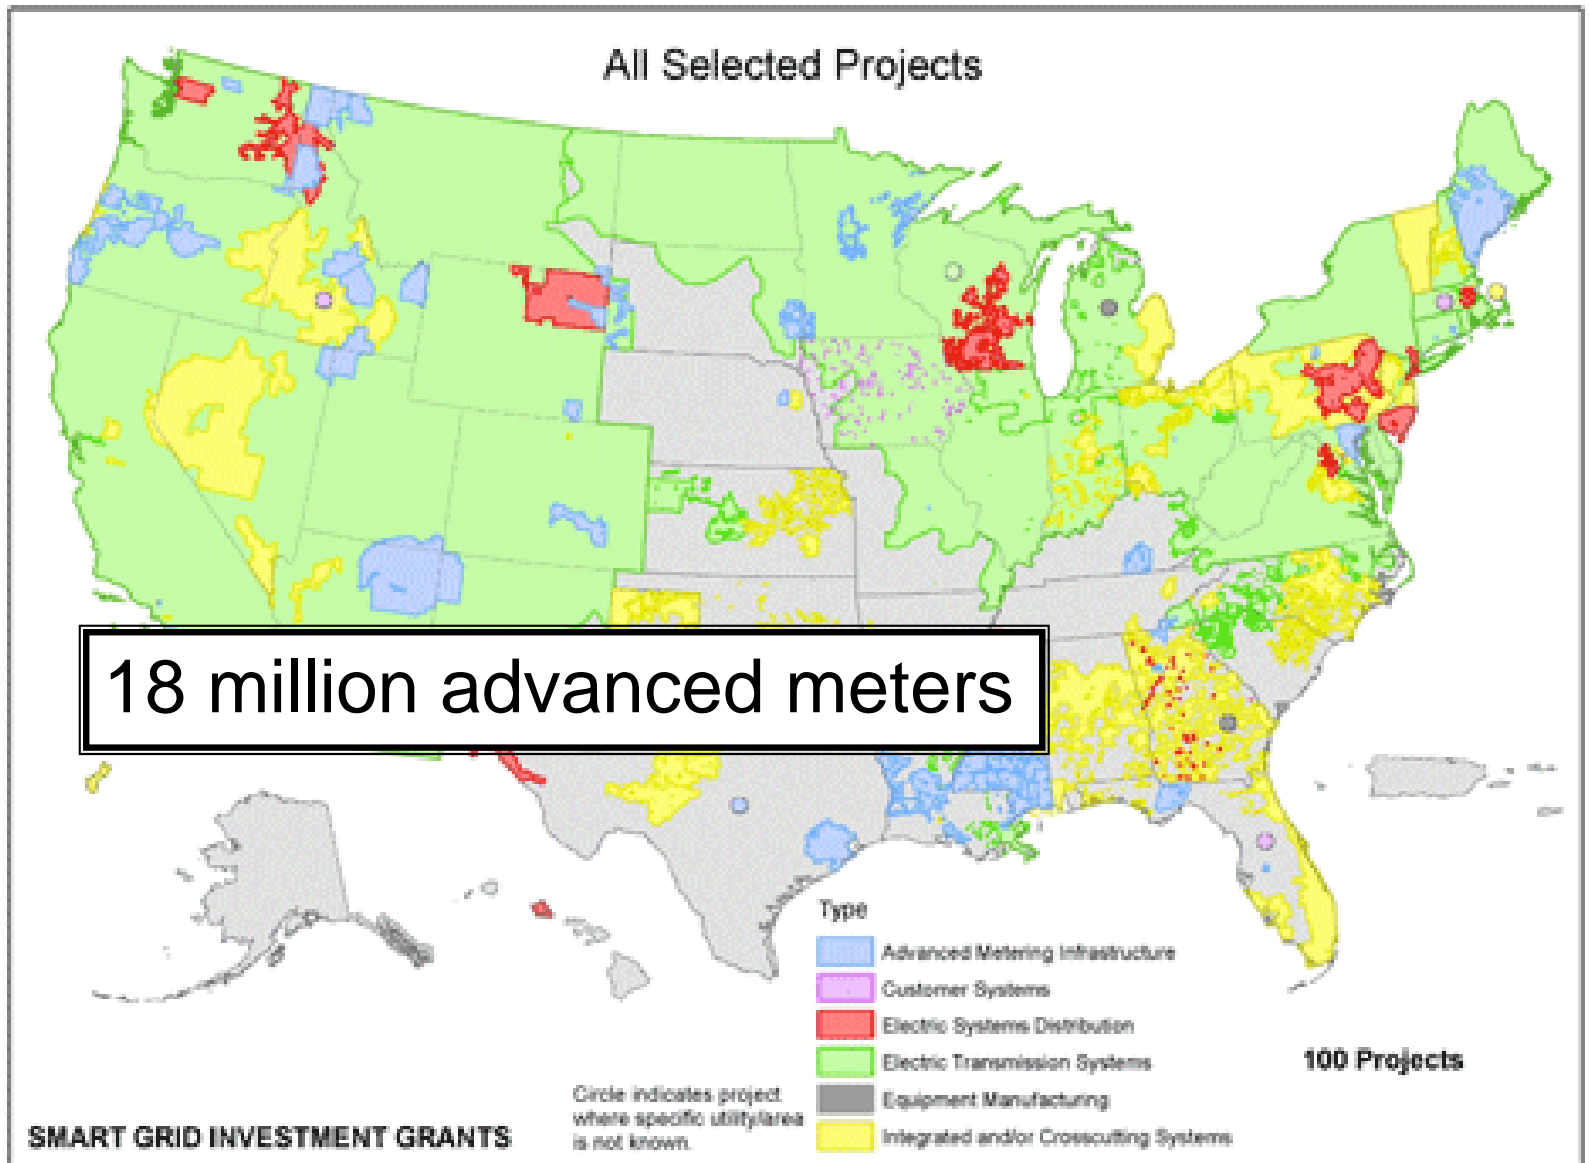 All Selected Projects
18 million advanced meters
Type
Advanced Metering Infrastructure
Customer Systems
Electric Systems Distribution
Electric Transmission Systems
Equipment Manufacturing
Integrated and/or Crosscutting Systems
100 Projects
Circle indicates project
where specific utility/area
is not known.
SMART GRID INVESTMENT GRANTS